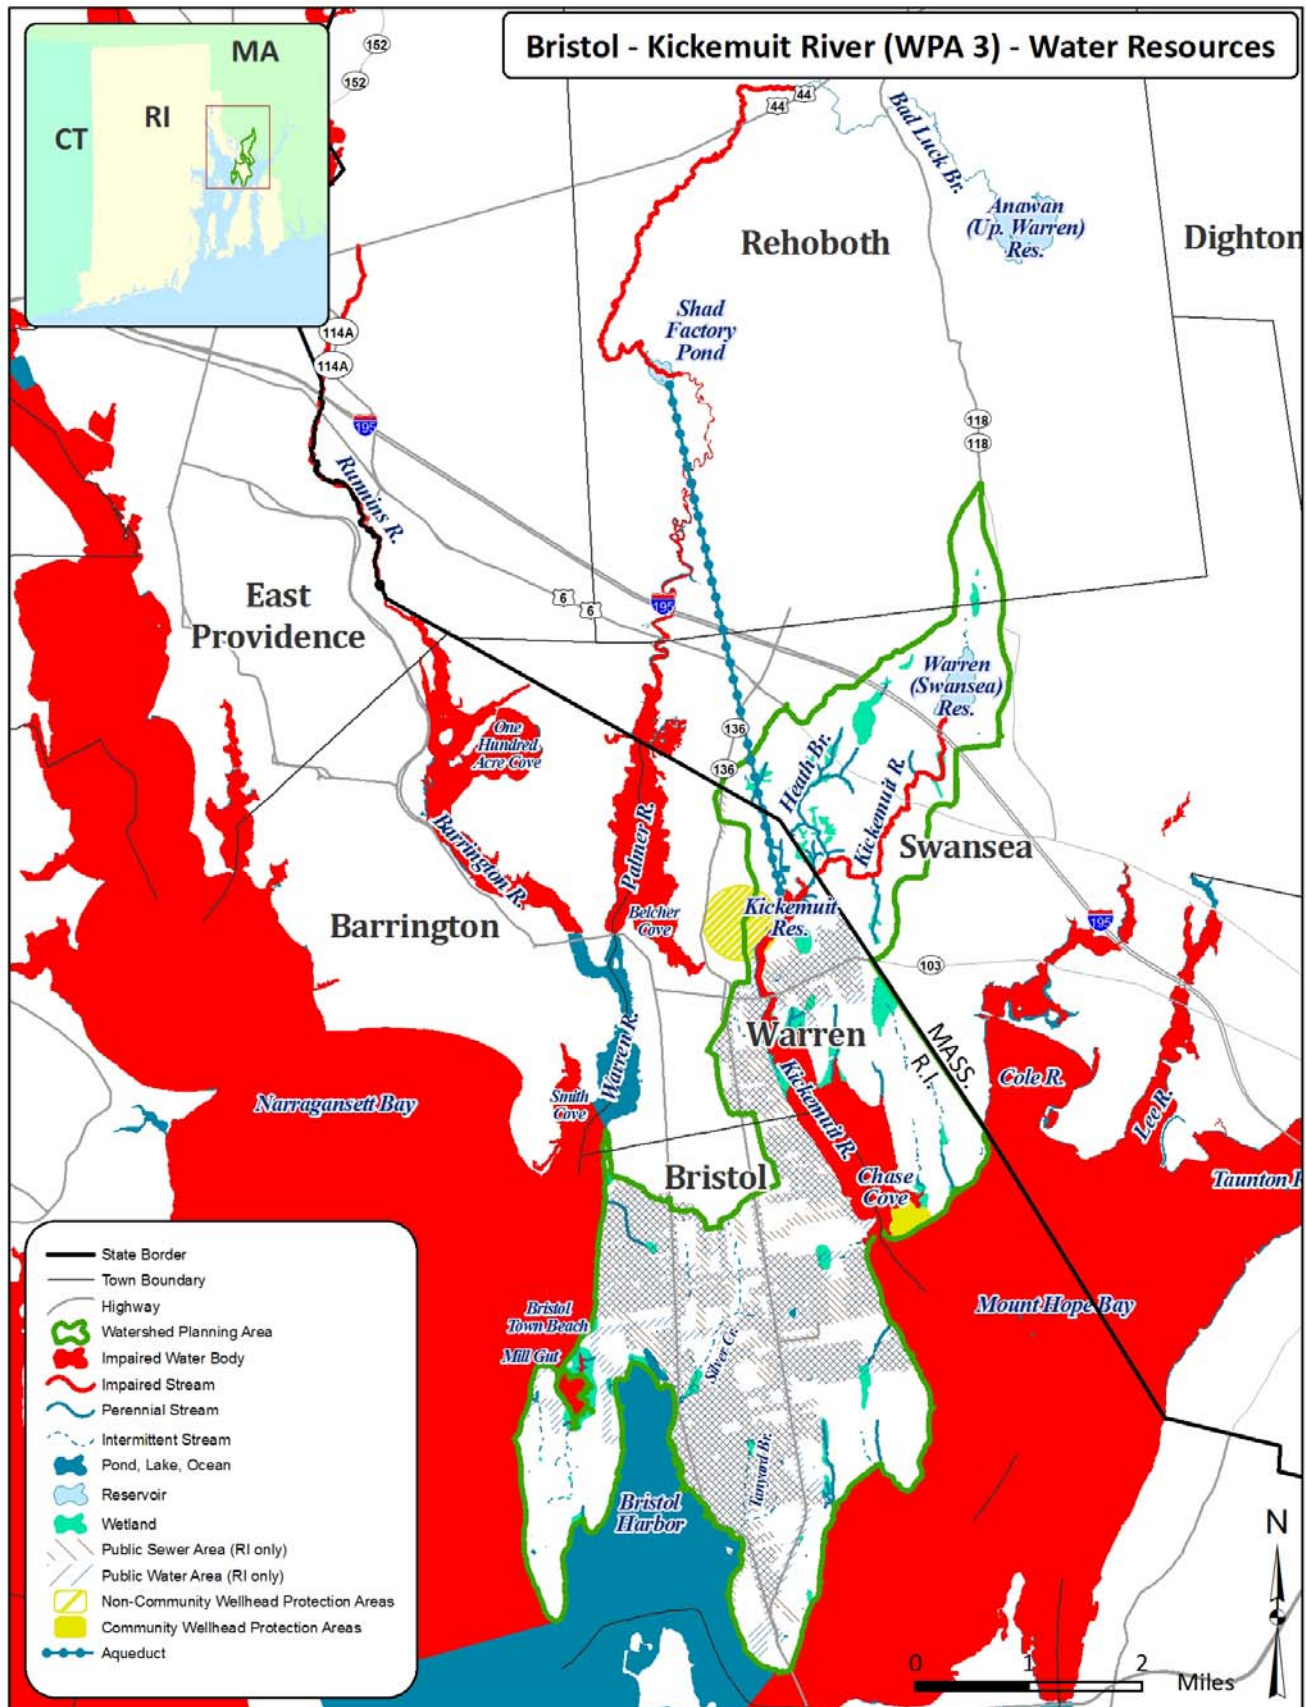 Bristol - Kickemuit River (WPA 3) - Water Resources
MA
RI
CT
152
152
44
44
Bad Luck Br.
Anawan
(Up. Warren)
Res.
Rehoboth
Dighton
Shad
Factory
Pond
114A
114A
195
118
118
Runnins R.
East
Providence
6
6
195
Warren
(Swansea)
Res.
One
Hundred
Acre Cove
136
136
Heath Br.
Kickemuit R.
Swansea
Palmer R.
Barrington R.
Barrington
Belcher
Cove
Kickemuit
Res.
195
103
Warren
MASS.
R.I.
Warren R.
Smith
Cove
Narragansett Bay
Kickemuit R.
Cole R.
Lee R.
Bristol
Chase
Cove
Taunton R
Mount Hope Bay
Bristol
Town Beach
Mill Gut
Silver Cr.
Tanyard Br.
Bristol
Harbor
State Border
Town Boundary
Highway
Watershed Planning Area
Impaired Water Body
Impaired Stream
Perennial Stream
Intermittent Stream
Pond, Lake, Ocean
Reservoir
Wetland
Public Sewer Area (RI only)
Public Water Area (RI only)
Non-Community Wellhead Protection Areas
Community Wellhead Protection Areas
Aqueduct
N
0 1 2
Miles